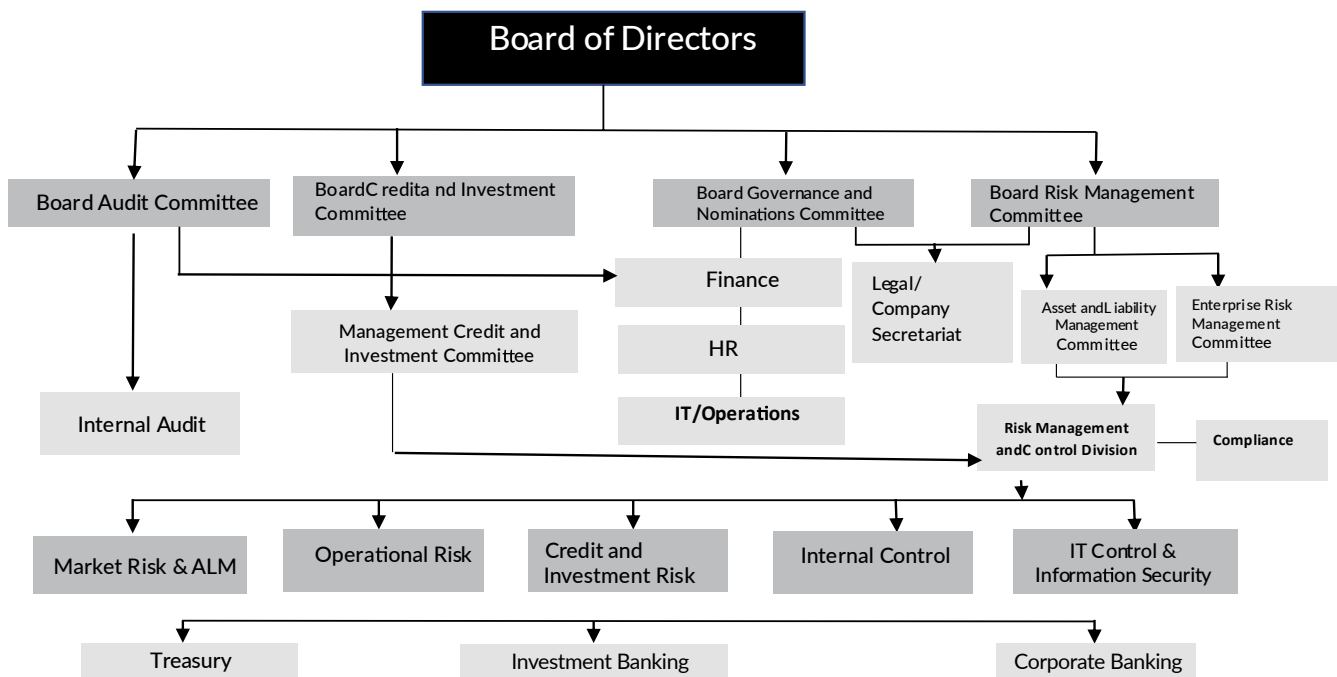 Board of Directors
Board Audit Committee
BoardC redita nd Investment
Committee
Board Governance and
Nominations Committee
Board Risk Management
Committee
Finance
Legal/
Company
Secretariat
Asset andLiability
Management
Committee
Enterprise Risk
Management
Committee
Management Credit and
Investment Committee
HR
Internal Audit
IT/Operations
Risk Management
andC ontrol Division
Compliance
Market Risk & ALM
Operational Risk
Credit and
Investment Risk
Internal Control
IT Control &
Information Security
Treasury
Investment Banking
Corporate Banking